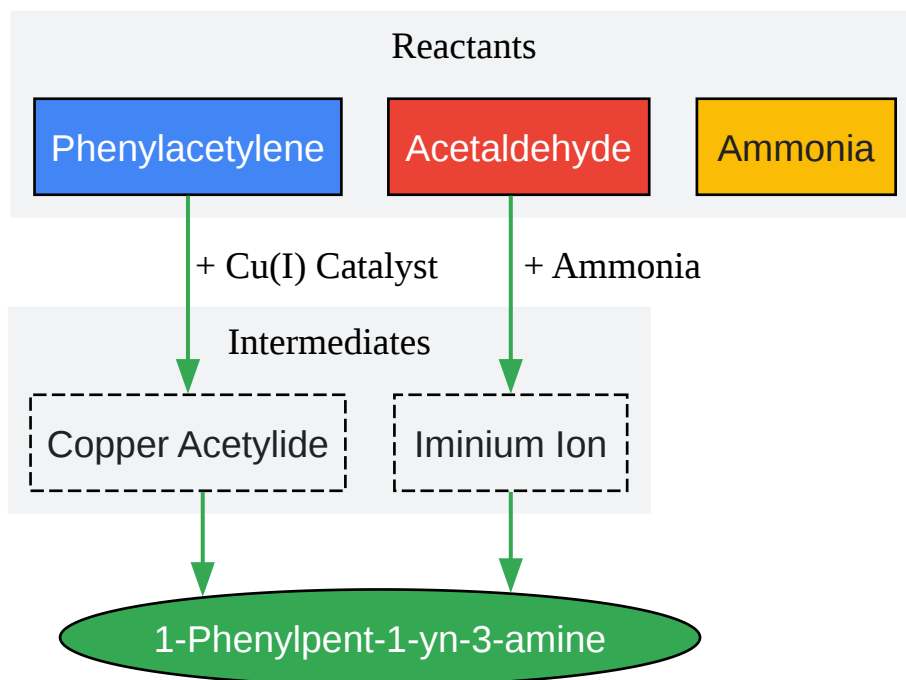 Reactants
Phenylacetylene
Acetaldehyde
Ammonia
+ Cu(I) Catalyst
+ Ammonia
Intermediates
Copper Acetylide
Iminium Ion
1-Phenylpent-1-yn-3-amine